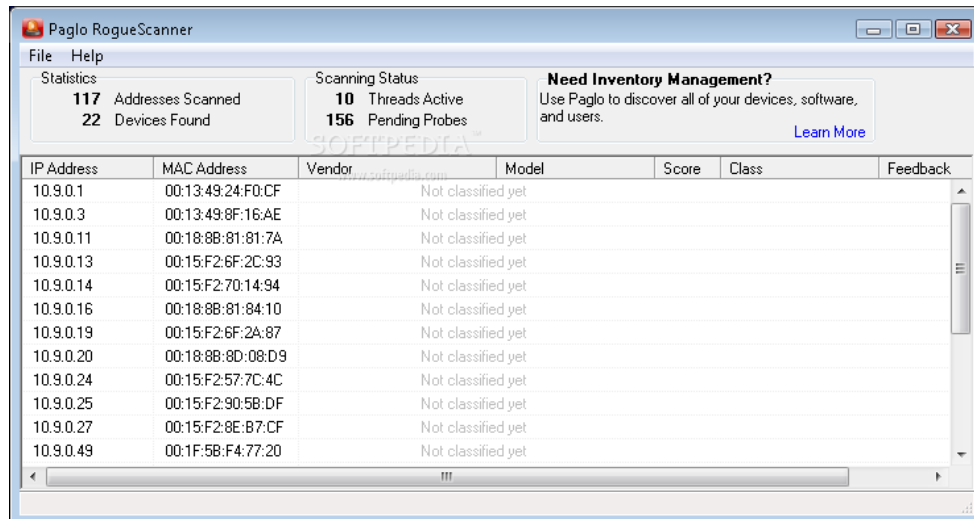 Paglo RogueScanner
File Help
Statistics
117 Addresses Scanned
22 Devices Found
Scanning Status
10 Threads Active
156 Pending Probes
Need Inventory Management?
Use Paglo to discover all of your devices, software,
and users.
Learn More
SOFTPEDIA™
www.softpedia.com
IP Address MAC Address Vendor Model Score Class Feedback
10.9.0.1 00:13:49:24:F0:CF Not classified yet
10.9.0.3 00:13:49:8F:16:AE Not classified yet
10.9.0.11 00:18:8B:81:81:7A Not classified yet
10.9.0.13 00:15:F2:6F:2C:93 Not classified yet
10.9.0.14 00:15:F2:70:14:94 Not classified yet
10.9.0.16 00:18:8B:81:84:10 Not classified yet
10.9.0.19 00:15:F2:6F:2A:87 Not classified yet
10.9.0.20 00:18:8B:8D:08:D9 Not classified yet
10.9.0.24 00:15:F2:57:7C:4C Not classified yet
10.9.0.25 00:15:F2:90:5B:DF Not classified yet
10.9.0.27 00:15:F2:8E:B7:CF Not classified yet
10.9.0.49 00:1F:5B:F4:77:20 Not classified yet